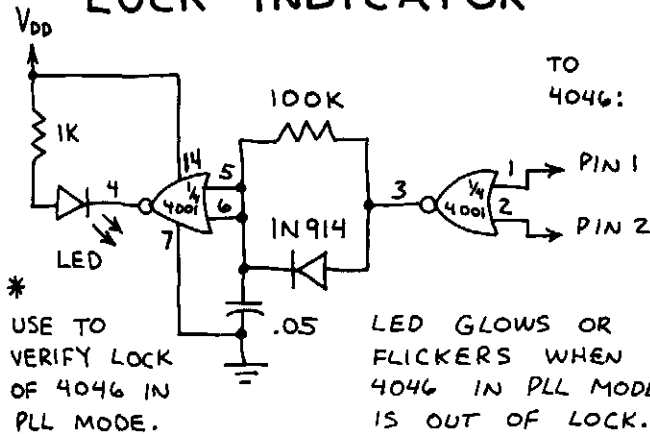 LOCK INDICATOR
VDD
TO
4046:
100K
1K
14
5
1
PIN 1
4
1/4
4001
6
3
1/4
4001
2
PIN 2
1N914
7
LED
*
.05
USE TO
VERIFY LOCK
OF 4046 IN
PLL MODE.
LED GLOWS OR
FLICKERS WHEN
4046 IN PLL MODE
IS OUT OF LOCK.